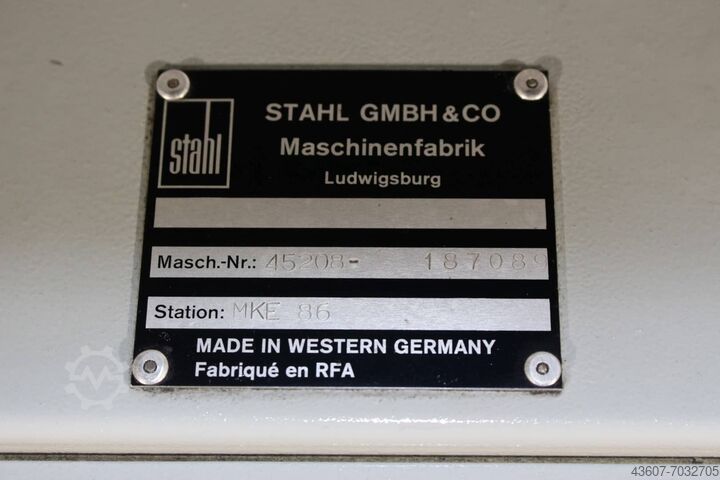 stahl
STAHL GMBH & CO
Maschinenfabrik
Ludwigsburg
Masch.-Nr.: 45208- 187089
Station: MKE 86
MADE IN WESTERN GERMANY
Fabriqué en RFA
43607-7032705